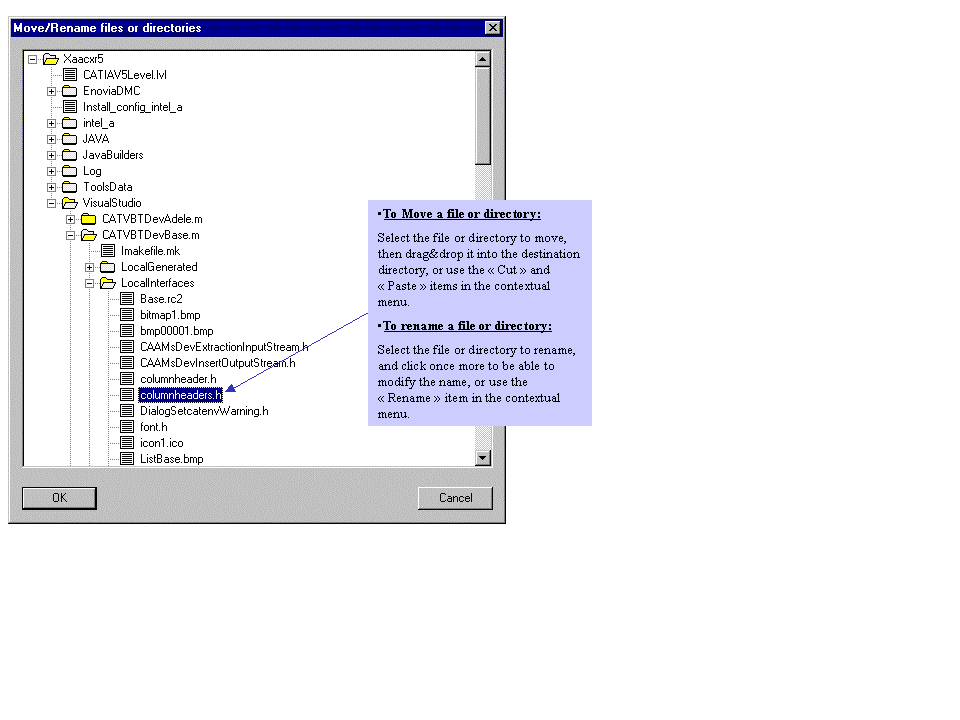 Move/Rename files or directories
Xaacxr5
CATIAV5Level.lvl
EnoviaDMC
Install_config_intel_a
intel_a
JAVA
JavaBuilders
Log
ToolsData
VisualStudio
CATVBTDevAdele.m
CATVBTDevBase.m
Imakefile.mk
LocalGenerated
LocalInterfaces
Base.rc2
bitmap1.bmp
bmp00001.bmp
CAAMsDevExtractionInputStream.h
CAAMsDevInsertOutputStream.h
columnheader.h
columnheaders.h
DialogSetcatenvWarning.h
font.h
icon1.ico
ListBase.bmp
OK
Cancel
•To Move a file or directory:
Select the file or directory to move,
then drag&drop it into the destination
directory, or use the « Cut » and
« Paste » items in the contextual
menu.
•To rename a file or directory:
Select the file or directory to rename,
and click once more to be able to
modify the name, or use the
« Rename » item in the contextual
menu.